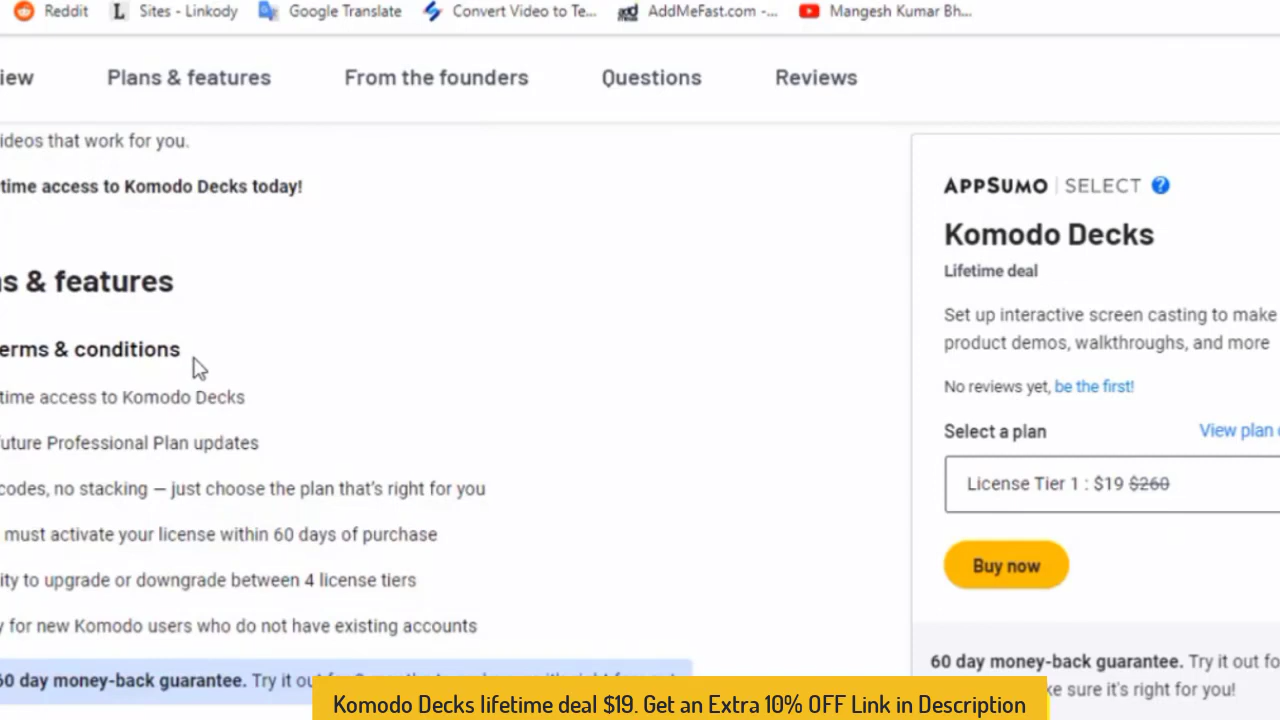 Reddit
Sites - Linkody
Google Translate
Convert Video to Te...
AddMeFast.com -...
Mangesh Kumar Bh...
iew
Plans & features
From the founders
Questions
Reviews
ideos that work for you.
time access to Komodo Decks today!
s & features
erms & conditions
time access to Komodo Decks
future Professional Plan updates
codes, no stacking — just choose the plan that's right for you
must activate your license within 60 days of purchase
ity to upgrade or downgrade between 4 license tiers
y for new Komodo users who do not have existing accounts
60 day money-back guarantee. Try it ou
APPSUMO | SELECT ?
Komodo Decks
Lifetime deal
Set up interactive screen casting to make
product demos, walkthroughs, and more
No reviews yet, be the first!
Select a plan
View plan
License Tier 1 : $19 $260
Buy now
60 day money-back guarantee. Try it out fo
ke sure it's right for you!
Komodo Decks lifetime deal $19. Get an Extra 10% OFF Link in Description